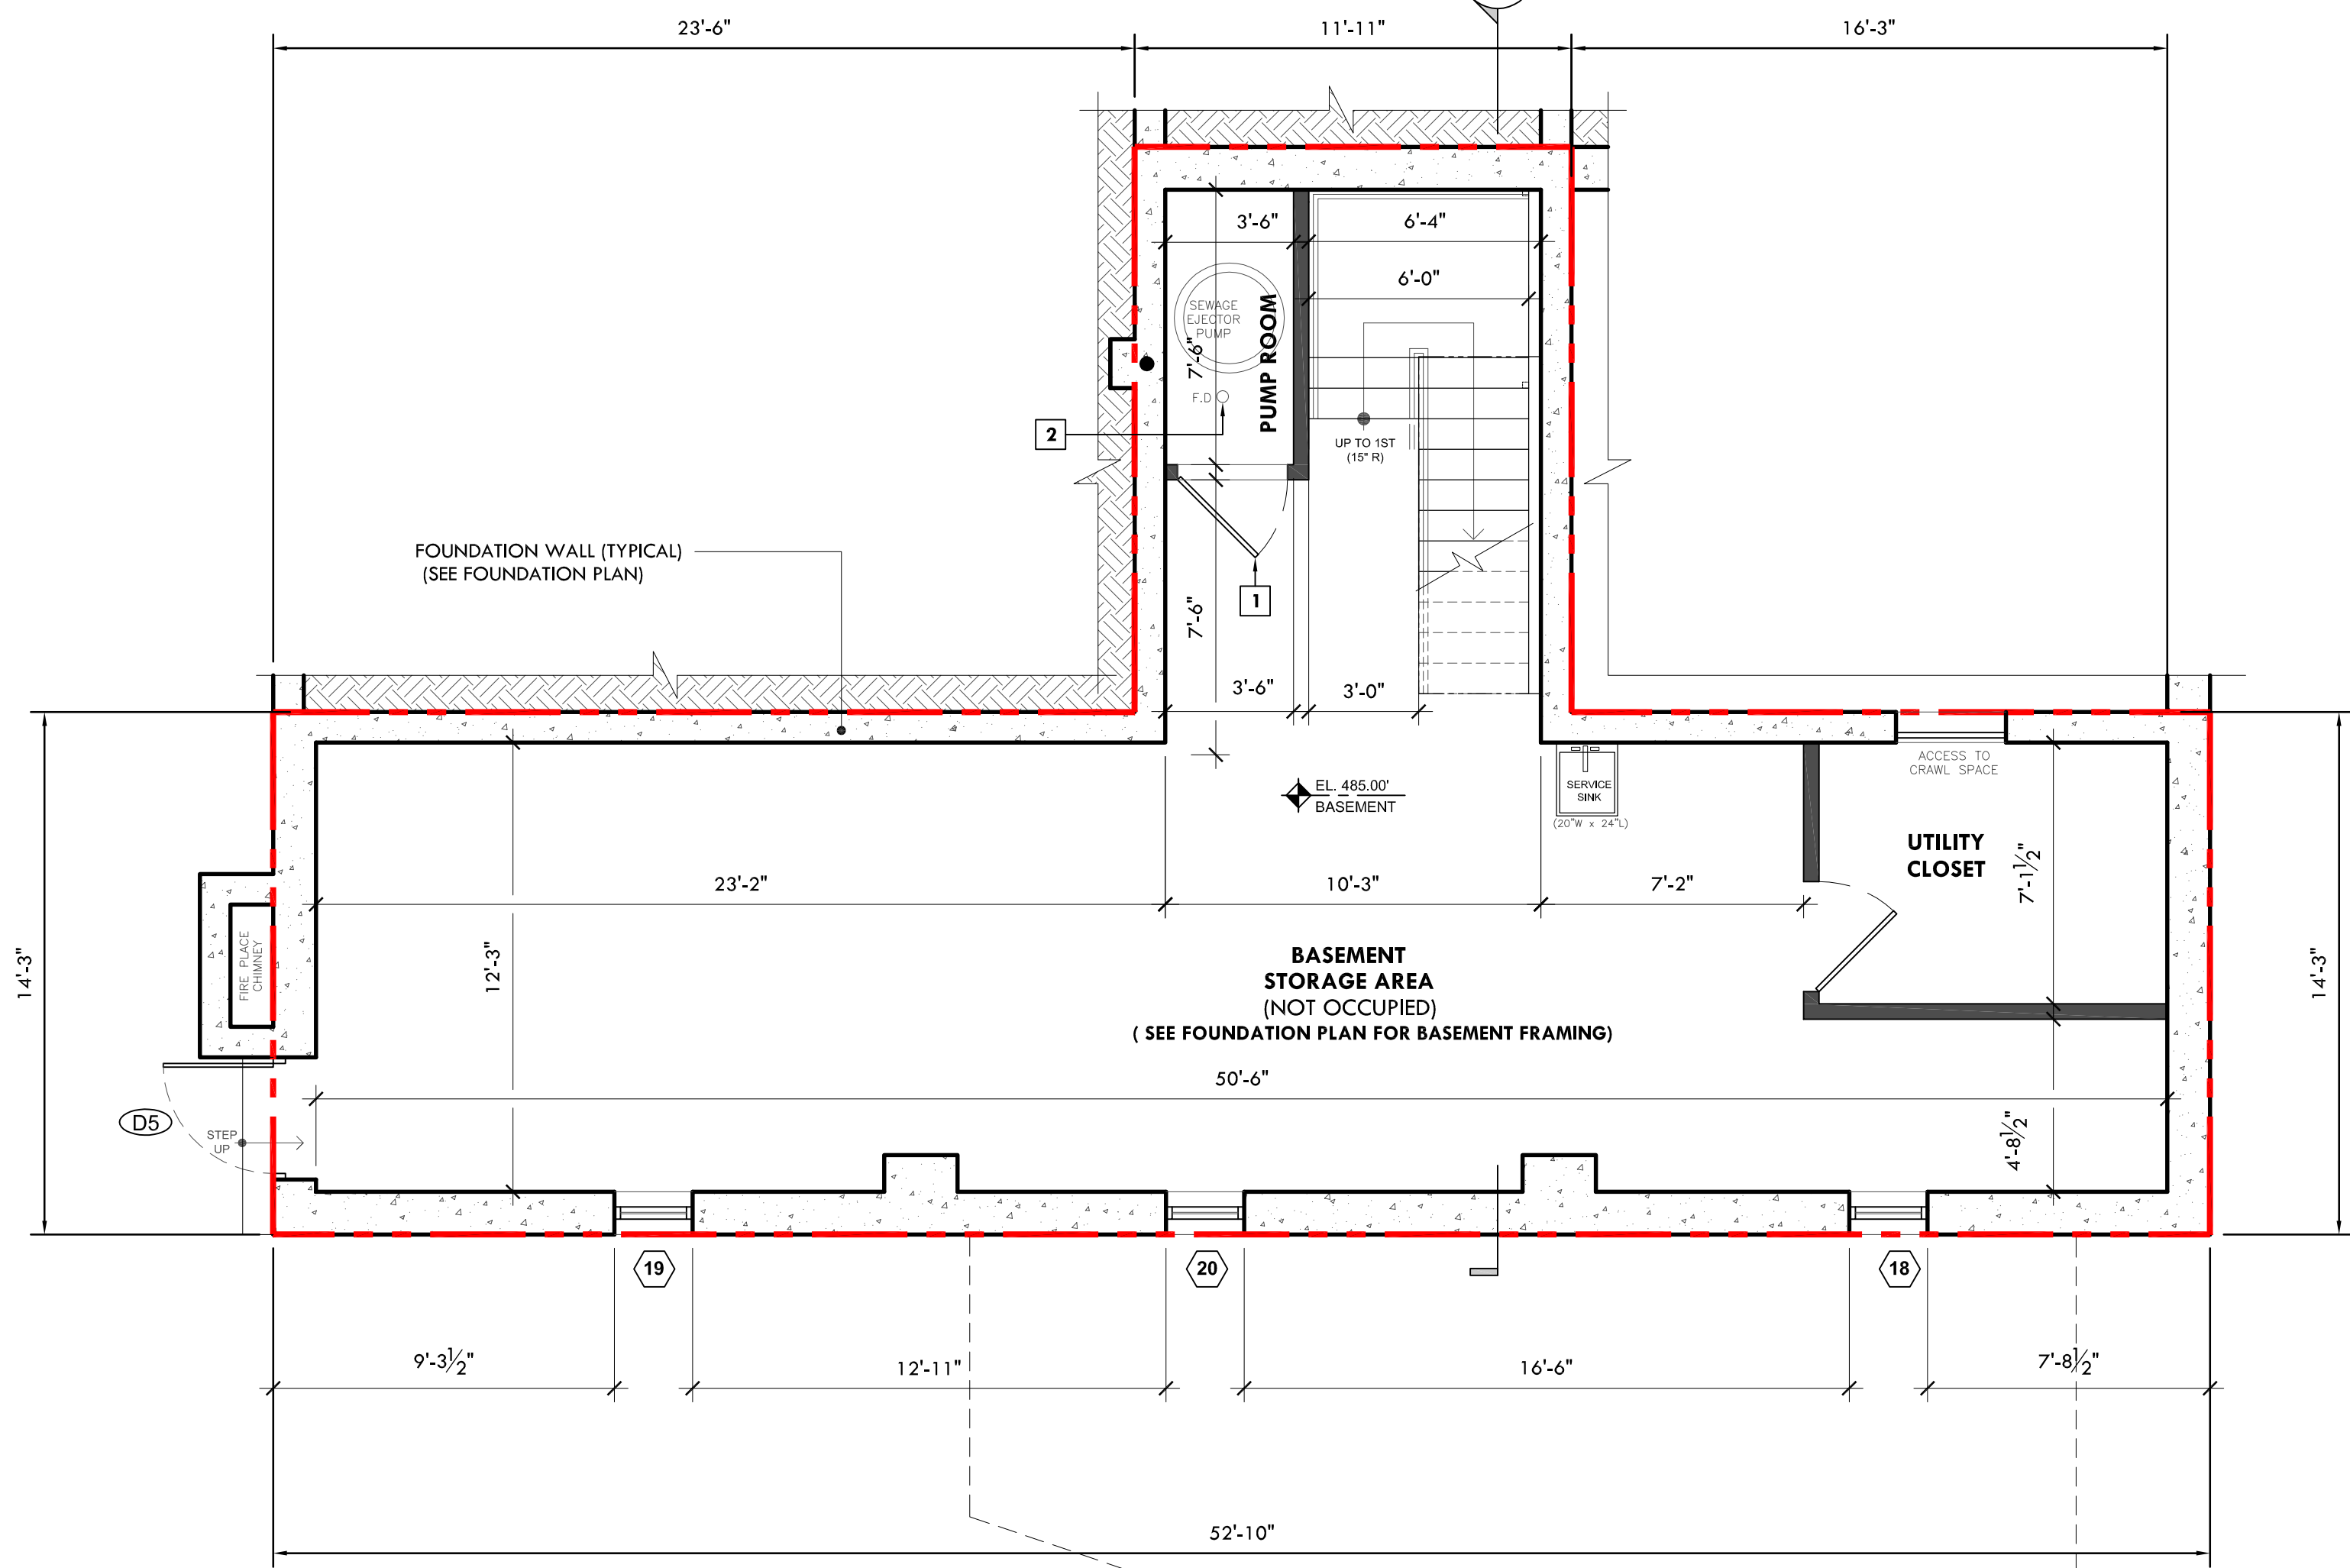 23'-6"
11'-11"
16'-3"
3'-6"
6'-4"
6'-0"
SEWAGE
EJECTOR
PUMP
7'-6"
PUMP ROOM
F.D
2
UP TO 1ST
(15" R)
FOUNDATION WALL (TYPICAL)
(SEE FOUNDATION PLAN)
1
7'-6"
3'-6"
3'-0"
EL. 485.00'
BASEMENT
SERVICE
SINK
(20"W x 24"L)
ACCESS TO
CRAWL SPACE
UTILITY
CLOSET
7'-1½"
23'-2"
10'-3"
7'-2"
14'-3"
FIRE PLACE
CHIMNEY
12'-3"
BASEMENT
STORAGE AREA
(NOT OCCUPIED)
( SEE FOUNDATION PLAN FOR BASEMENT FRAMING)
14'-3"
50'-6"
D5
STEP
UP
4'-8½"
19
20
18
9'-3½"
12'-11"
16'-6"
7'-8½"
52'-10"